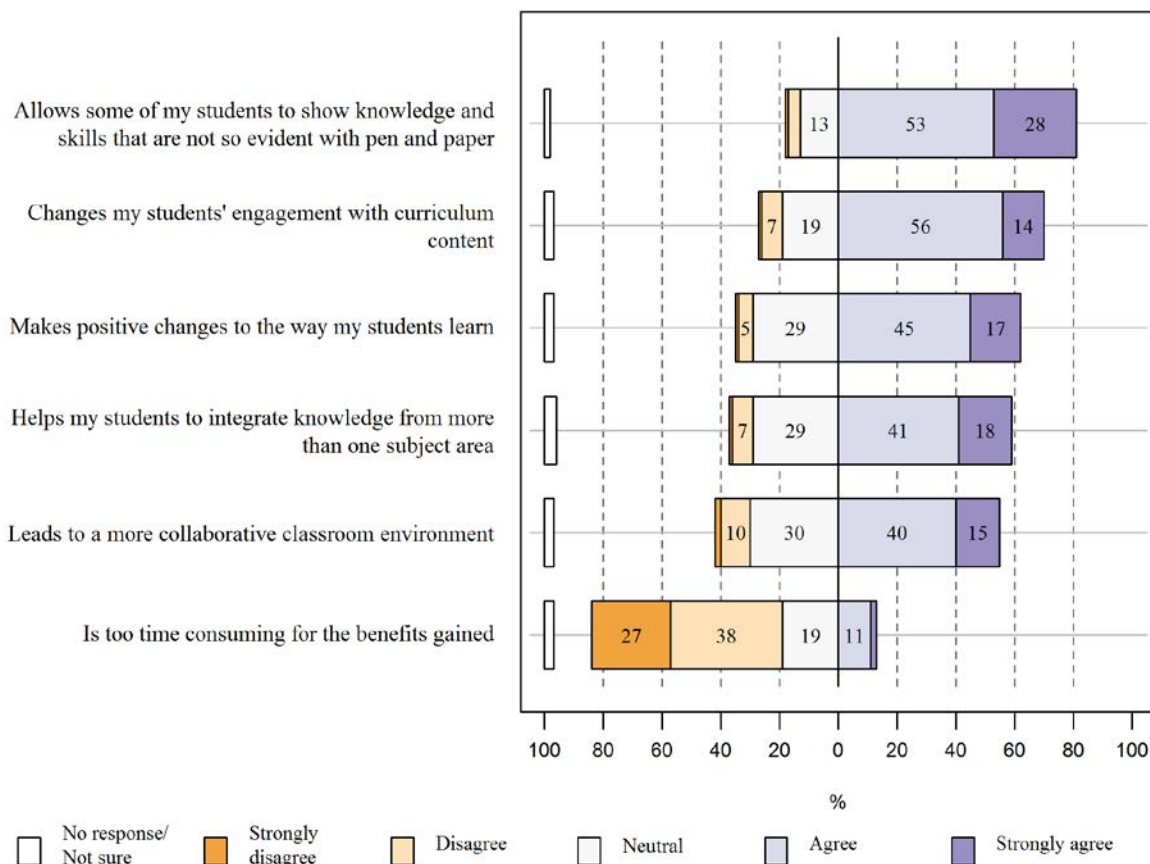 Allows some of my students to show knowledge and
skills that are not so evident with pen and paper
13 53 28
Changes my students' engagement with curriculum
content
7 19 56 14
Makes positive changes to the way my students learn
5 29 45 17
Helps my students to integrate knowledge from more
than one subject area
7 29 41 18
Leads to a more collaborative classroom environment
10 30 40 15
Is too time consuming for the benefits gained
27 38 19 11
100 80 60 40 20 0 20 40 60 80 100
%
No response/
Not sure
Strongly
disagree
Disagree
Neutral
Agree
Strongly agree